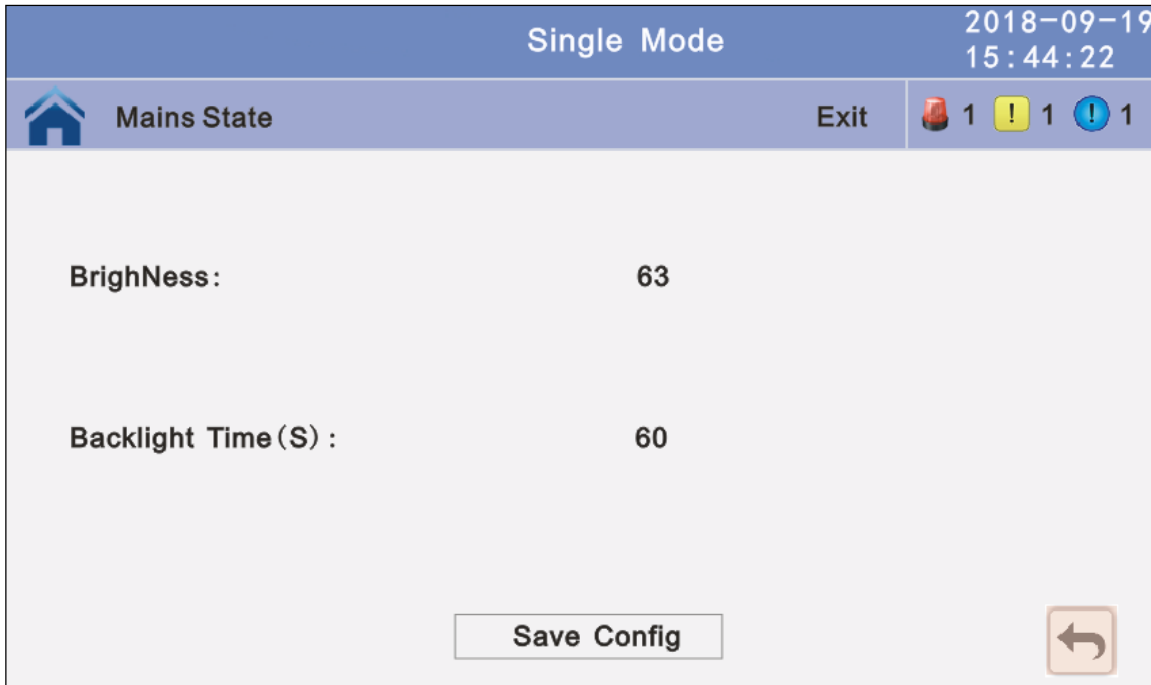 Single Mode
2018-09-19
15:44:22
Mains State Exit 1 ! 1 ! 1
BrighNess: 63
Backlight Time(S): 60
Save Config